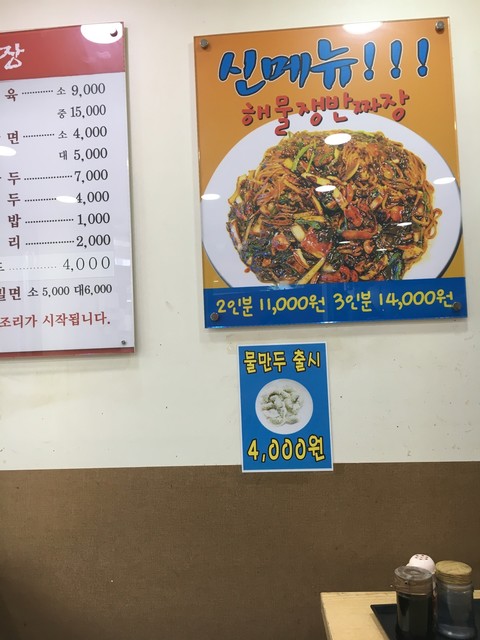 장
육 ············ 소 9,000
중 15,000
면 ············ 소 4,000
대 5,000
두 ·················· 7,000
두 ·················· 4,000
밥 ·················· 1,000
리 ·················· 2,000
4,000
밀면 소 5,000 대6,000
조리가 시작됩니다.
신메뉴!!!
해물쟁반짜장
2인분 11,000원 3인분 14,000원
물만두 출시
4,000원